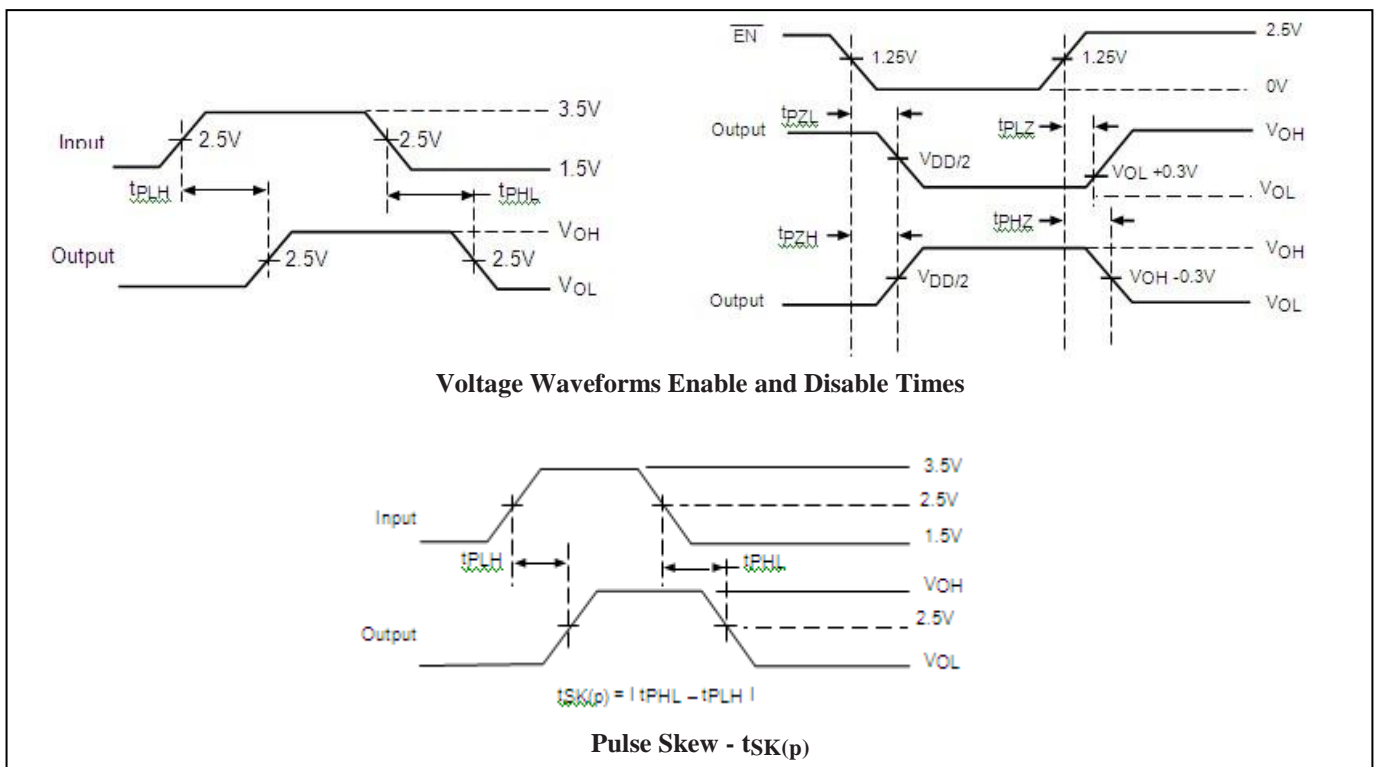 Input
2.5V
2.5V
3.5V
1.5V
tPLH
tPHL
Output
2.5V
2.5V
VOH
VOL
EN
1.25V
1.25V
2.5V
0V
tPZL
tPLZ
Output
VDD/2
VOL +0.3V
VOH
VOL
tPZH
tPHZ
Output
VDD/2
VOH -0.3V
VOH
VOL
Voltage Waveforms Enable and Disable Times
Input
3.5V
2.5V
1.5V
tPLH
tPHL
Output
VOH
2.5V
VOL
tSK(p) = | tPHL – tPLH |
Pulse Skew - tSK(p)